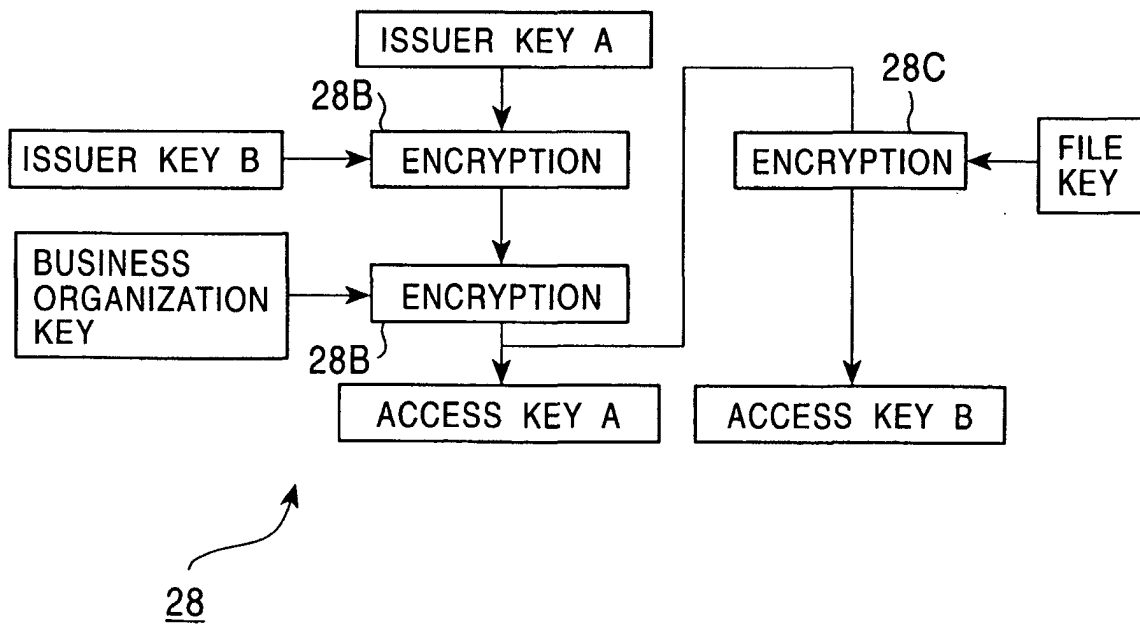 ISSUER KEY A
28B
28C
ISSUER KEY B
ENCRYPTION
ENCRYPTION
FILE
KEY
BUSINESS
ORGANIZATION
KEY
ENCRYPTION
28B
ACCESS KEY A
ACCESS KEY B
28